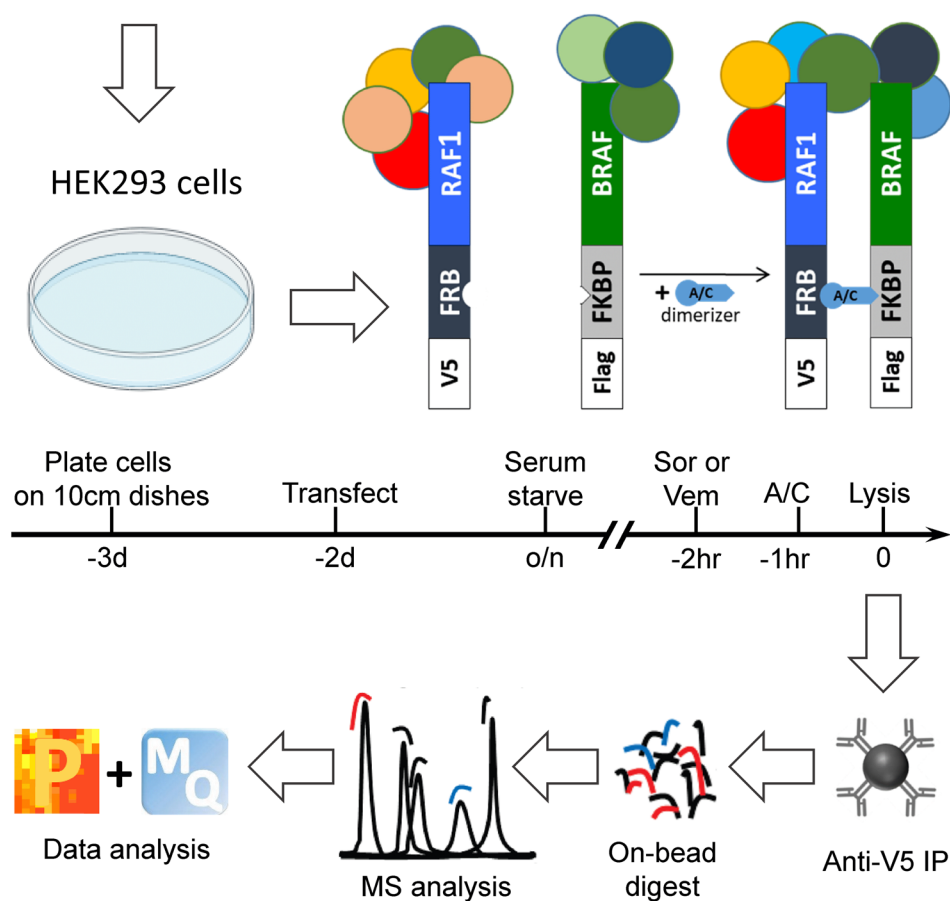 HEK293 cells
RAF1
FRB
V5
BRAF
FKBP
Flag
+ A/C
dimerizer
RAF1
FRB
V5
A/C
BRAF
FKBP
Flag
Plate cells
on 10cm dishes
Transfect
Serum
starve
Sor or
Vem
A/C
Lysis
-3d
-2d
o/n
-2hr
-1hr
0
P + M Q
Data analysis
MS analysis
On-bead
digest
Anti-V5 IP